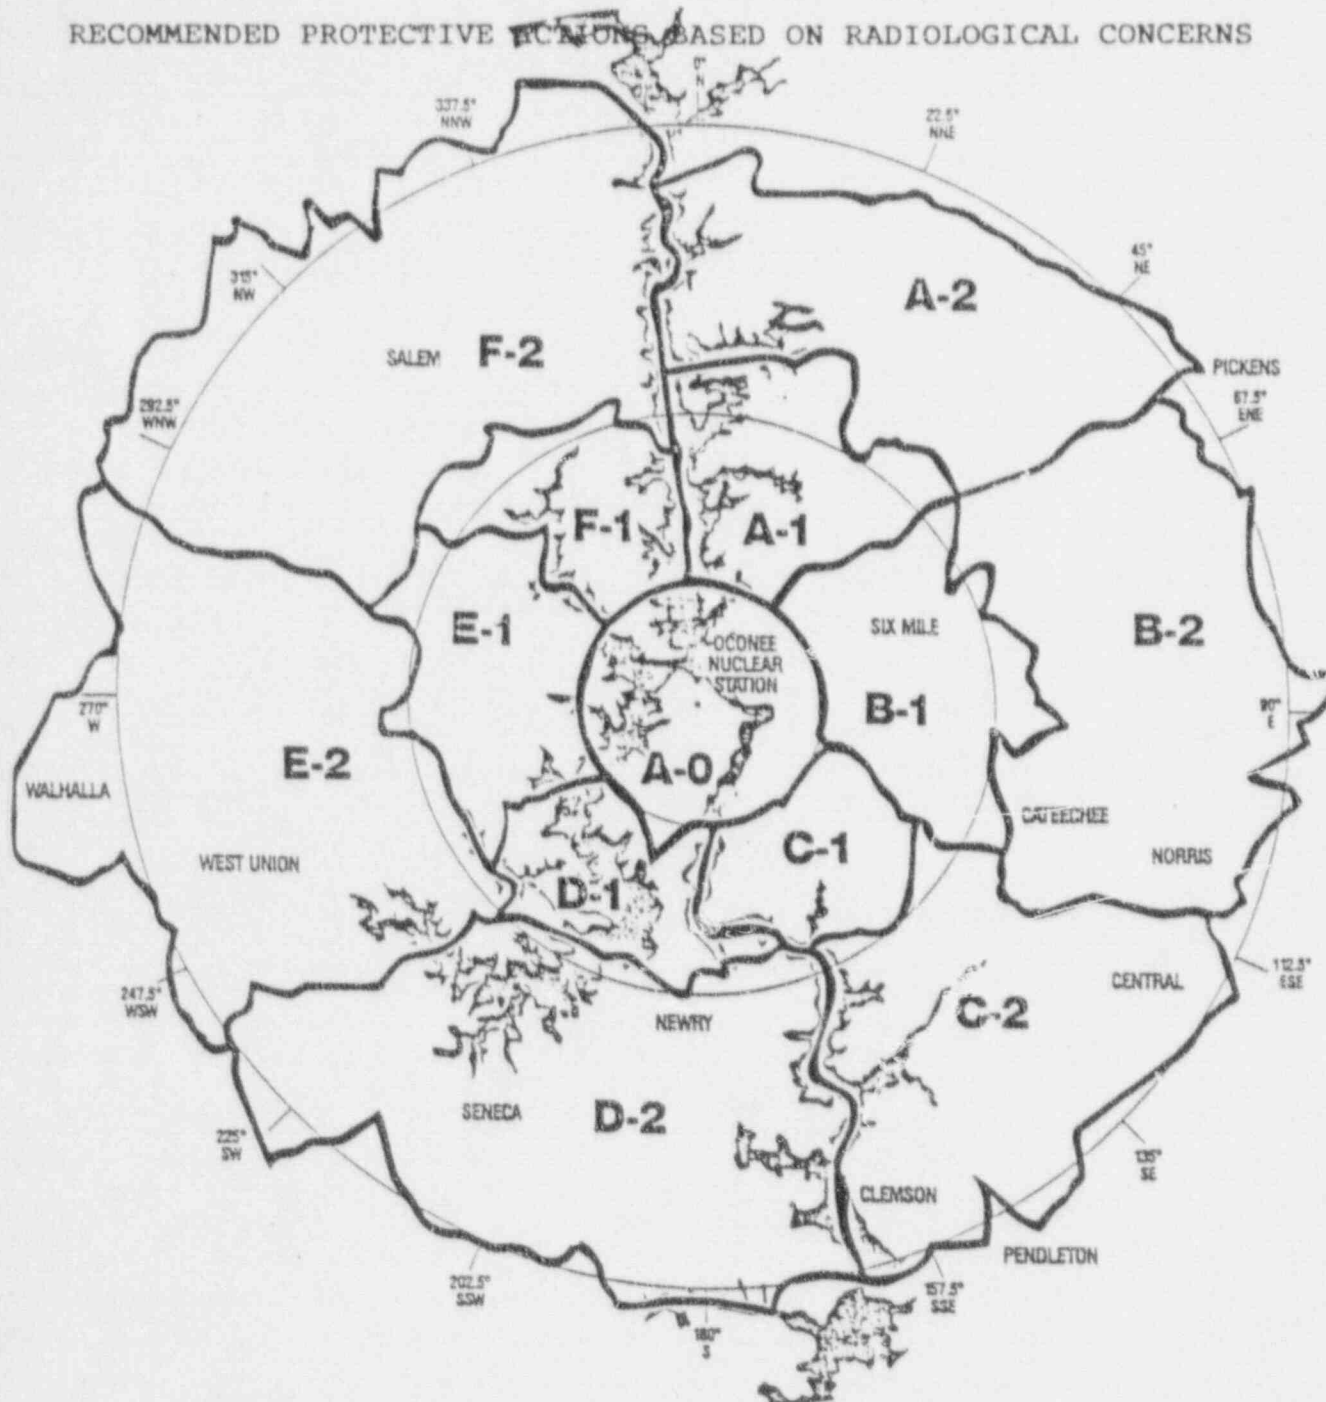 RECOMMENDED PROTECTIVE ACTIONS BASED ON RADIOLOGICAL CONCERNS
0°
N
337.5°
NNW
22.5°
NNE
315°
NW
45°
NE
A-2
SALEM
F-2
PICKENS
67.5°
ENE
292.5°
WNW
F-1
A-1
E-1
SIX MILE
B-2
OCONEE
NUCLEAR
STATION
270°
W
B-1
90°
E
E-2
A-0
WALHALLA
CATEECHEE
C-1
NORRIS
WEST UNION
D-1
CENTRAL
112.5°
ESE
247.5°
WSW
C-2
NEWRY
SENECA
D-2
225°
SW
135°
SE
CLEMSON
PENDLETON
202.5°
SSW
157.5°
SSE
180°
S